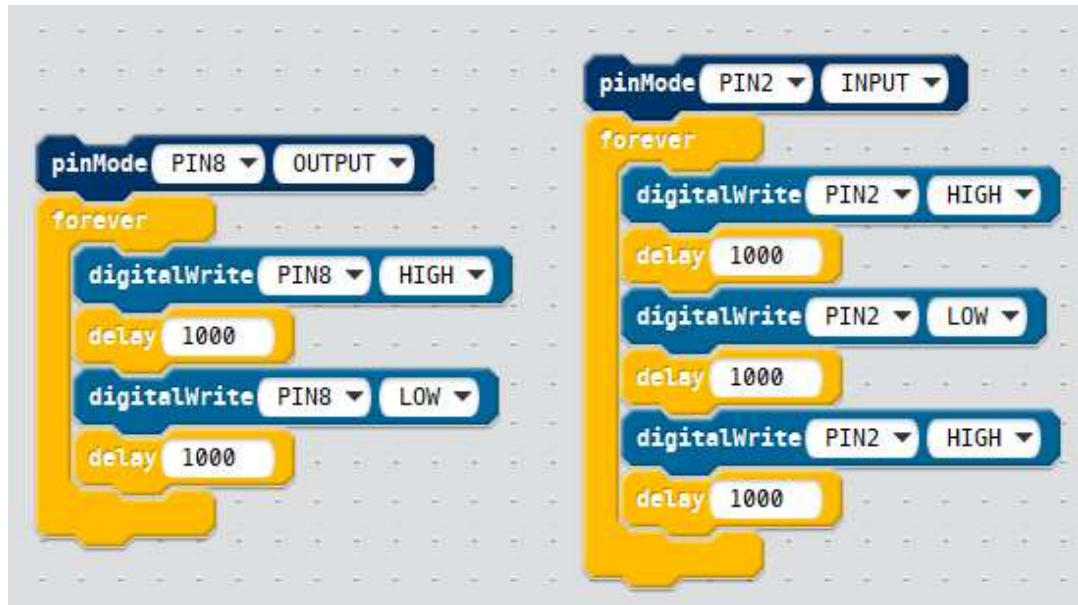 pinMode PIN8 OUTPUT
forever
digitalWrite PIN8 HIGH
delay 1000
digitalWrite PIN8 LOW
delay 1000
pinMode PIN2 INPUT
forever
digitalWrite PIN2 HIGH
delay 1000
digitalWrite PIN2 LOW
delay 1000
digitalWrite PIN2 HIGH
delay 1000